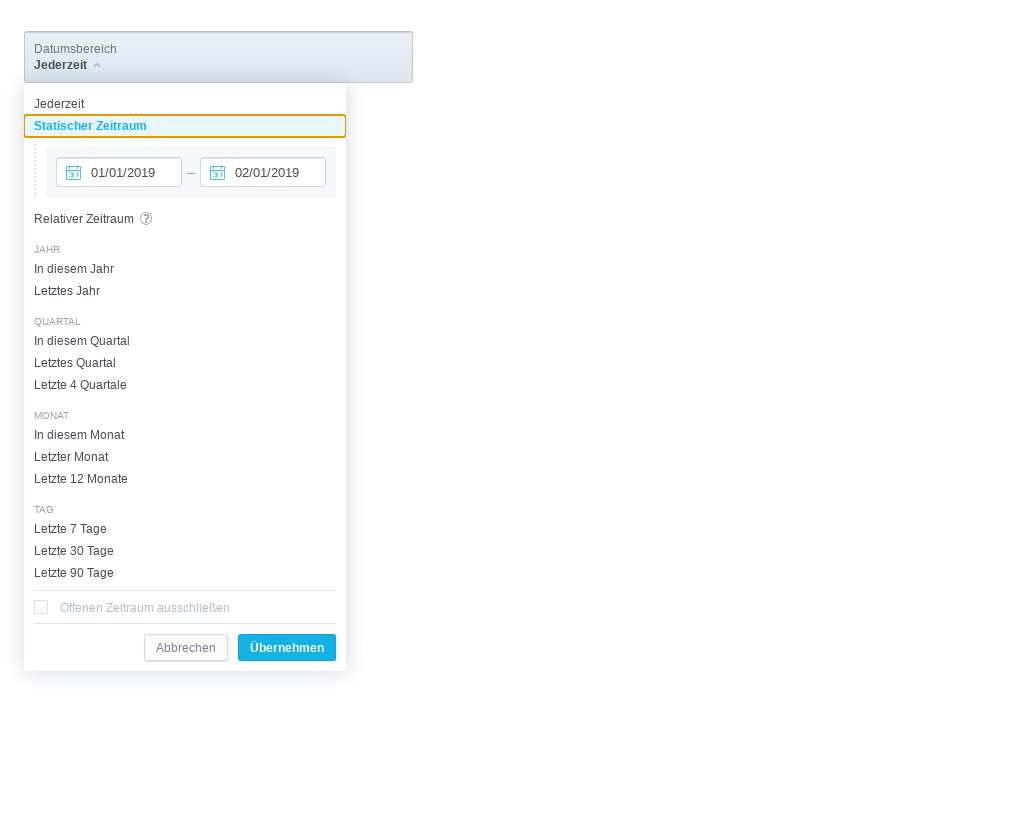 Datumsbereich
Jederzeit
Jederzeit
Statischer Zeitraum
01/01/2019 – 02/01/2019
Relativer Zeitraum ?
JAHR
In diesem Jahr
Letztes Jahr
QUARTAL
In diesem Quartal
Letztes Quartal
Letzte 4 Quartale
MONAT
In diesem Monat
Letzter Monat
Letzte 12 Monate
TAG
Letzte 7 Tage
Letzte 30 Tage
Letzte 90 Tage
Offenen Zeitraum ausschließen
Abbrechen Übernehmen